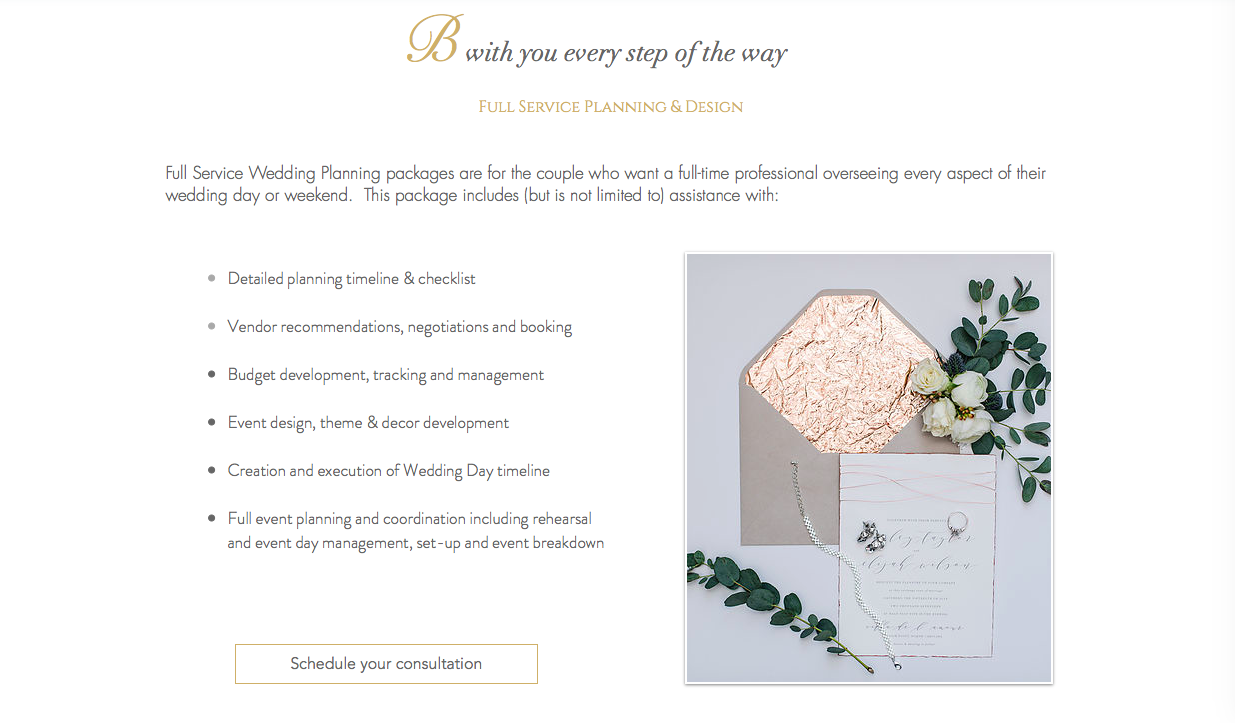 B with you every step of the way
Full Service Planning & Design
Full Service Wedding Planning packages are for the couple who want a full-time professional overseeing every aspect of their
wedding day or weekend. This package includes (but is not limited to) assistance with:
Detailed planning timeline & checklist
Vendor recommendations, negotiations and booking
Budget development, tracking and management
Event design, theme & decor development
Creation and execution of Wedding Day timeline
Full event planning and coordination including rehearsal
and event day management, set-up and event breakdown
Schedule your consultation